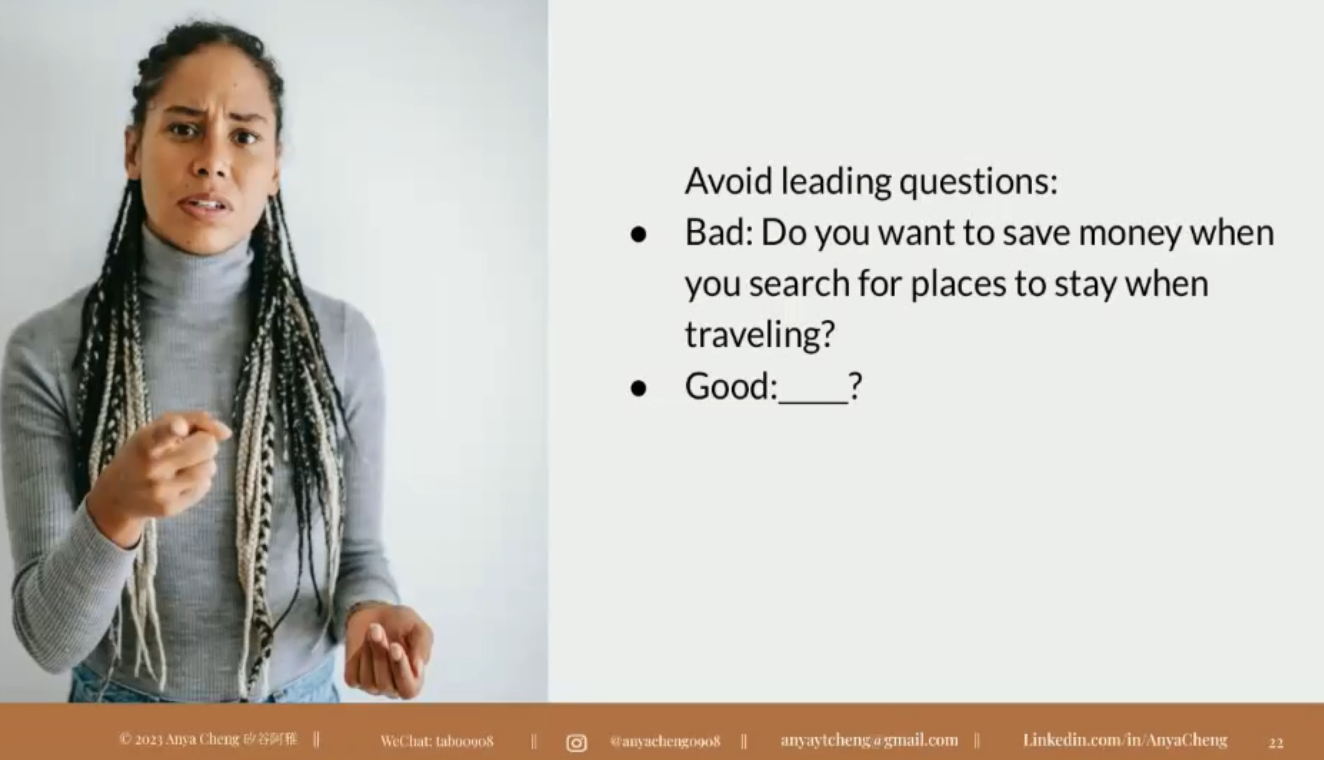 Avoid leading questions:
● Bad: Do you want to save money when
you search for places to stay when
traveling?
● Good:____?
© 2023 Anya Cheng 矽谷阿雅 || WeChat: tab00908 || @anyacheng0908 || anyaytcheng@gmail.com || Linkedin.com/in/AnyaCheng 22